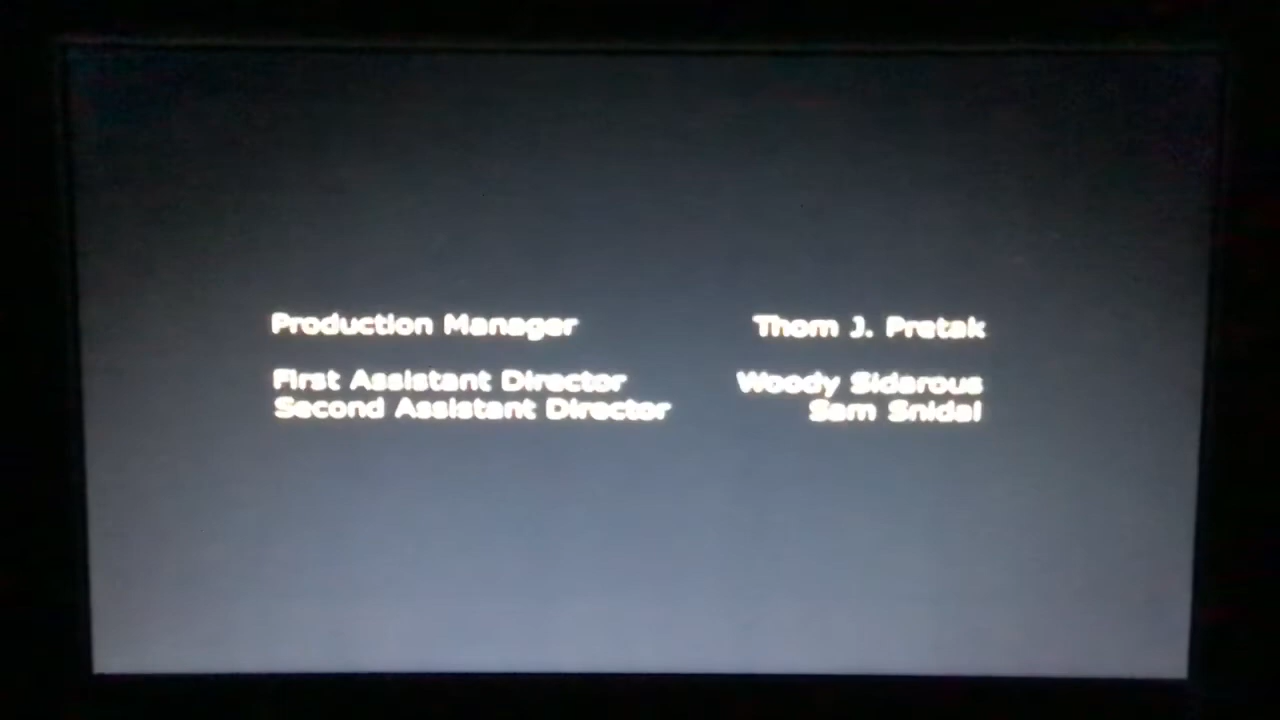 Production Manager Thom J. Pretak
First Assistant Director Woody Sidarous
Second Assistant Director Sam Snidal